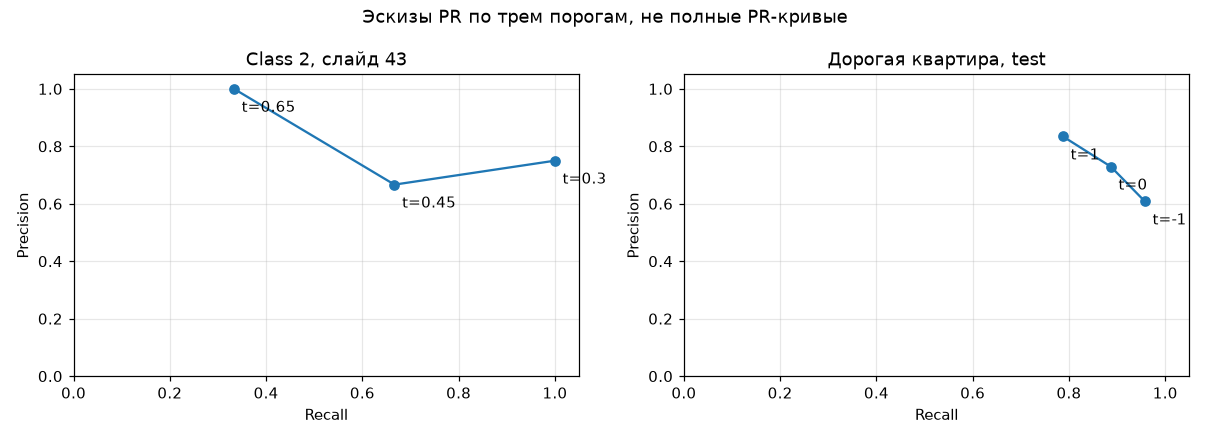 Эскизы PR по трем порогам, не полные PR-кривые
Class 2, слайд 43
1.0
0.8
0.6
0.4
0.2
0.0
Precision
t=0.65
t=0.45
t=0.3
0.0 0.2 0.4 0.6 0.8 1.0
Recall
Дорогая квартира, test
1.0
0.8
0.6
0.4
0.2
0.0
Precision
t=1
t=0
t=-1
0.0 0.2 0.4 0.6 0.8 1.0
Recall